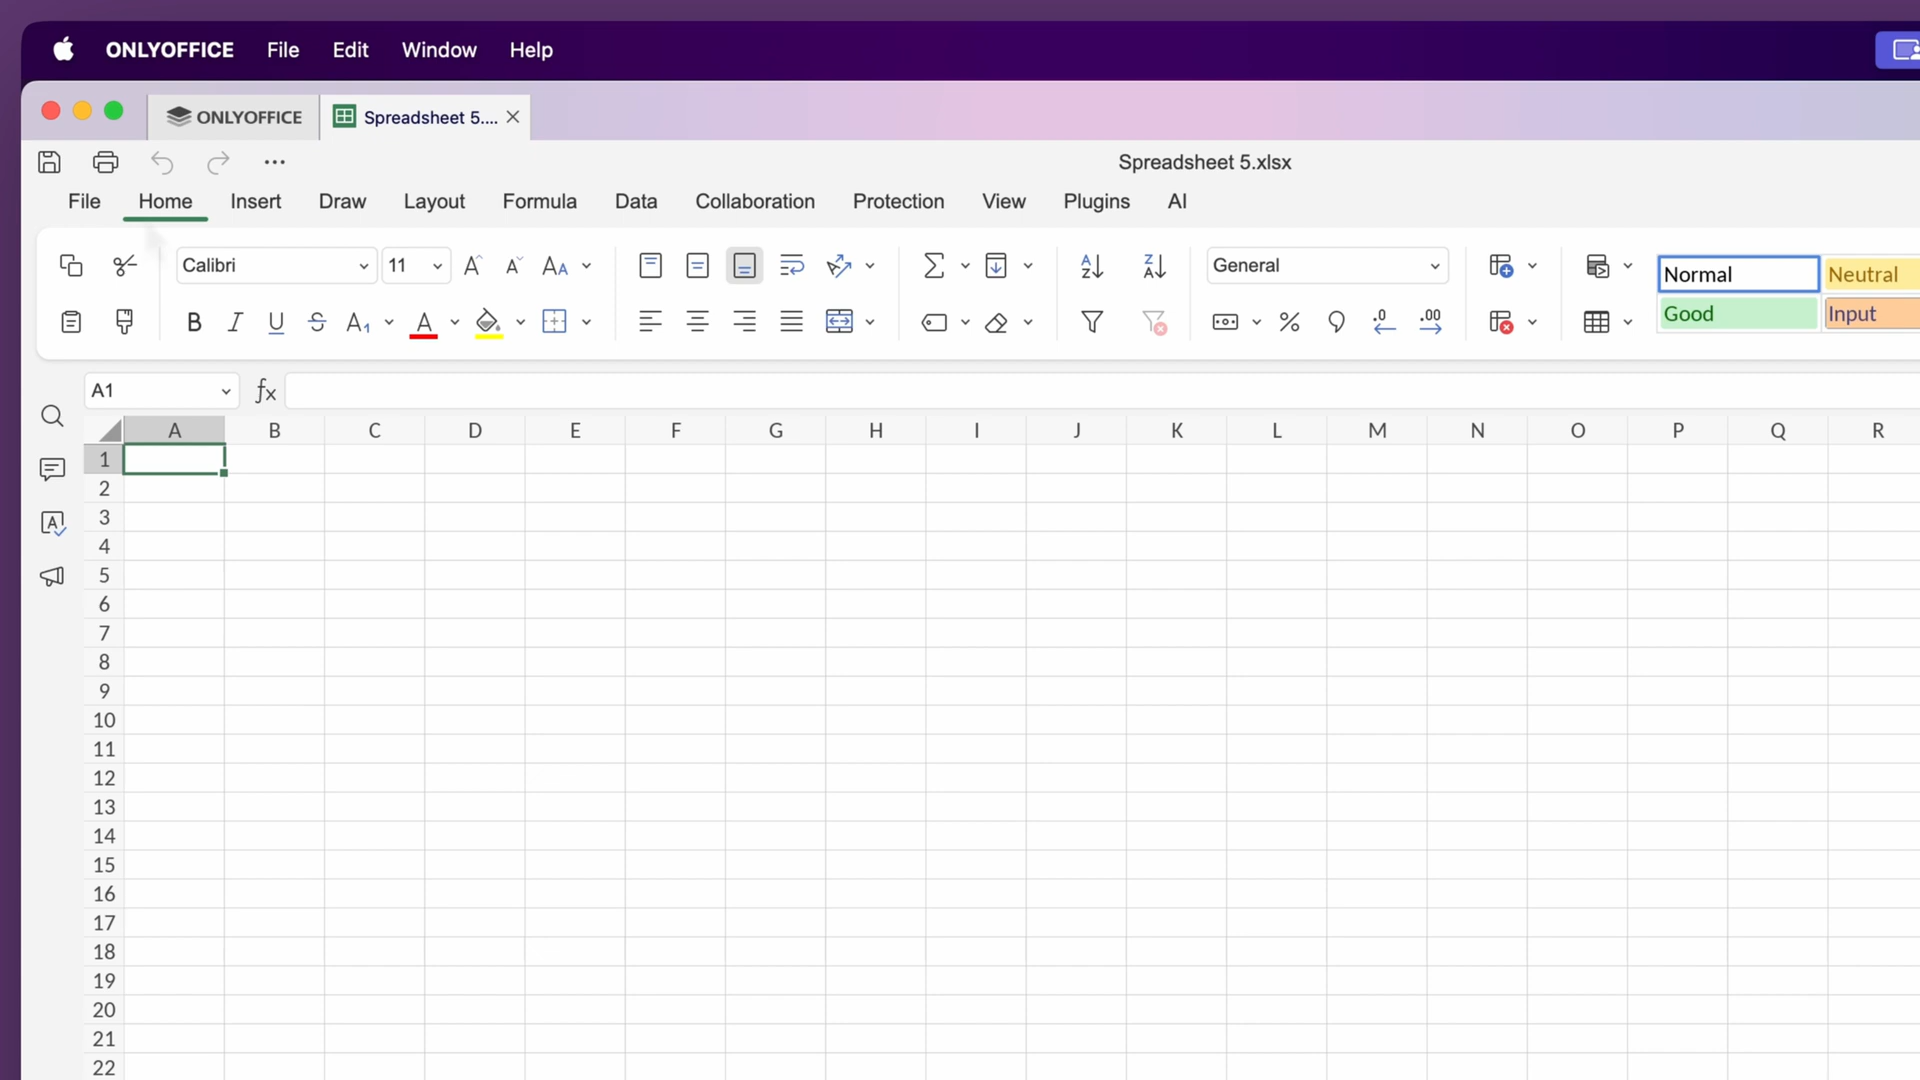 ONLYOFFICE File Edit Window Help
ONLYOFFICE Spreadsheet 5....
Spreadsheet 5.xlsx
File Home Insert Draw Layout Formula Data Collaboration Protection View Plugins AI
Calibri 11 General
Normal Neutral
Good Input
A1
A B C D E F G H I J K L M N O P Q R
1
2
3
4
5
6
7
8
9
10
11
12
13
14
15
16
17
18
19
20
21
22